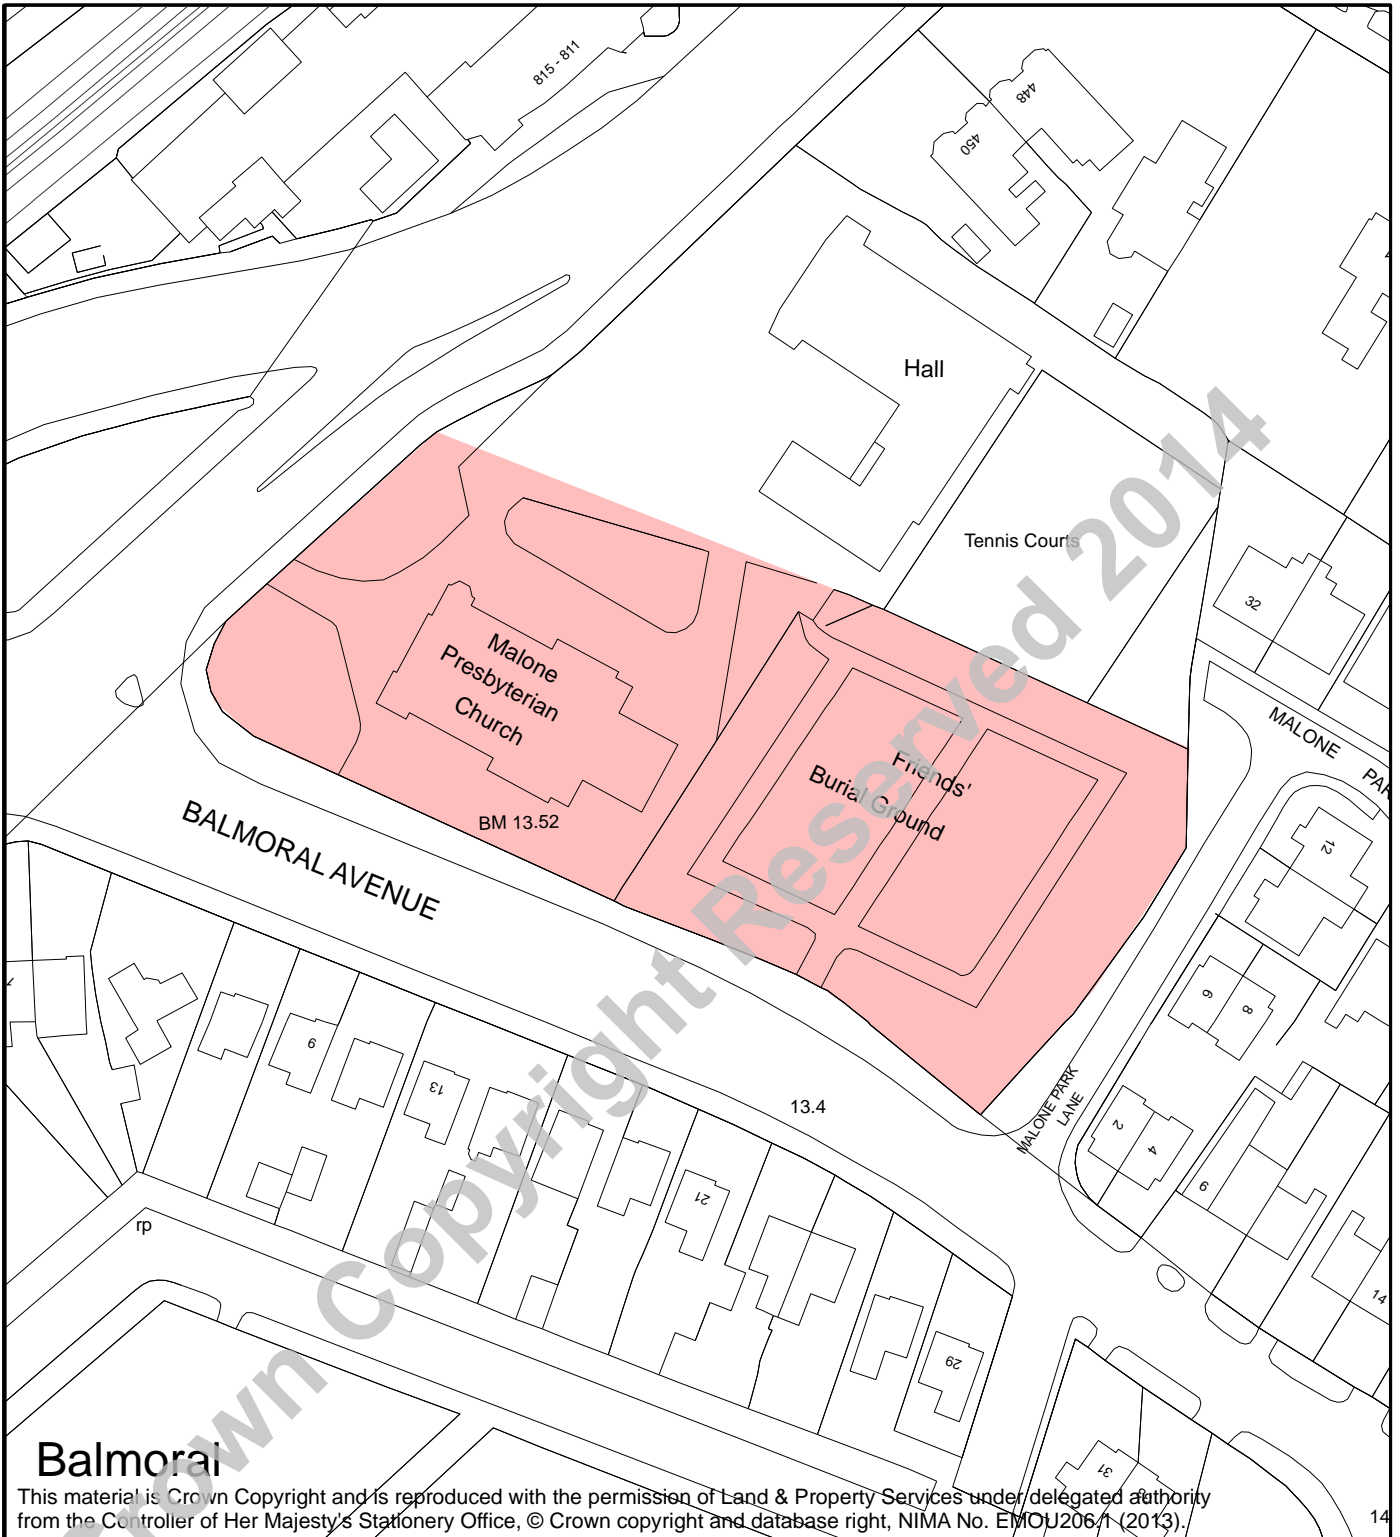 815 - 811
448
450
Hall
Tennis Courts
32
Malone
Presbyterian
Church
Friends'
Burial Ground
BM 13.52
MALONE PAR
BALMORAL AVENUE
12
6
8
9
13
13.4
MALONE PARK
LANE
2
4
9
21
rp
14
29
31
Balmoral
This material is Crown Copyright and is reproduced with the permission of Land & Property Services under delegated authority
from the Controller of Her Majesty's Stationery Office, © Crown copyright and database right, NIMA No. EMOU206.1 (2013).
14
Crown Copyright Reserved 2014